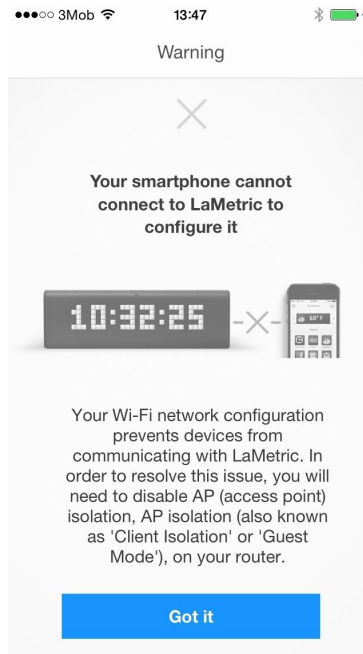 3Mob 13:47
Warning
Your smartphone cannot
connect to LaMetric to
configure it
10:32:25
Your Wi-Fi network configuration
prevents devices from
communicating with LaMetric. In
order to resolve this issue, you will
need to disable AP (access point)
isolation, AP isolation (also known
as 'Client Isolation' or 'Guest
Mode'), on your router.
Got it